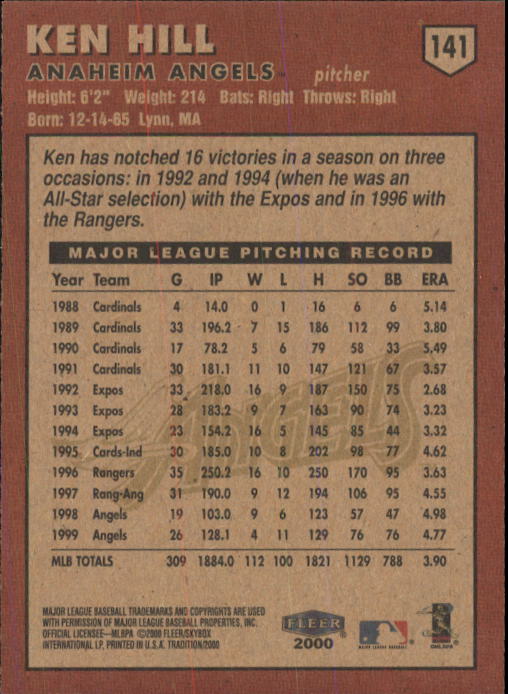 KEN HILL
141
ANAHEIM ANGELS™ pitcher
Height: 6'2" Weight: 214 Bats: Right Throws: Right
Born: 12-14-65 Lynn, MA
Ken has notched 16 victories in a season on three
occasions: in 1992 and 1994 (when he was an
All-Star selection) with the Expos and in 1996 with
the Rangers.
MAJOR LEAGUE PITCHING RECORD
Year Team G IP W L H SO BB ERA
1988 Cardinals 4 14.0 0 1 16 6 6 5.14
1989 Cardinals 33 196.2 7 15 186 112 99 3.80
1990 Cardinals 17 78.2 5 6 79 58 33 5.49
1991 Cardinals 30 181.1 11 10 147 121 67 3.57
1992 Expos 33 218.0 16 9 187 150 75 2.68
1993 Expos 28 183.2 9 7 163 90 74 3.23
1994 Expos 23 154.2 16 5 145 85 44 3.32
1995 Cards-Ind 30 185.0 10 8 202 98 77 4.62
1996 Rangers 35 250.2 16 10 250 170 95 3.63
1997 Rang-Ang 31 190.0 9 12 194 106 95 4.55
1998 Angels 19 103.0 9 6 123 57 47 4.98
1999 Angels 26 128.1 4 11 129 76 76 4.77
MLB TOTALS 309 1884.0 112 100 1821 1129 788 3.90
ANGELS
MAJOR LEAGUE BASEBALL TRADEMARKS AND COPYRIGHTS ARE USED
WITH PERMISSION OF MAJOR LEAGUE BASEBALL PROPERTIES, INC.
OFFICIAL LICENSEE—MLBPA ©2000 FLEER/SKYBOX
INTERNATIONAL LP, PRINTED IN U.S.A. TRADITION/2000
FLEER
2000
MAJOR LEAGUE BASEBALL
©MLBPA